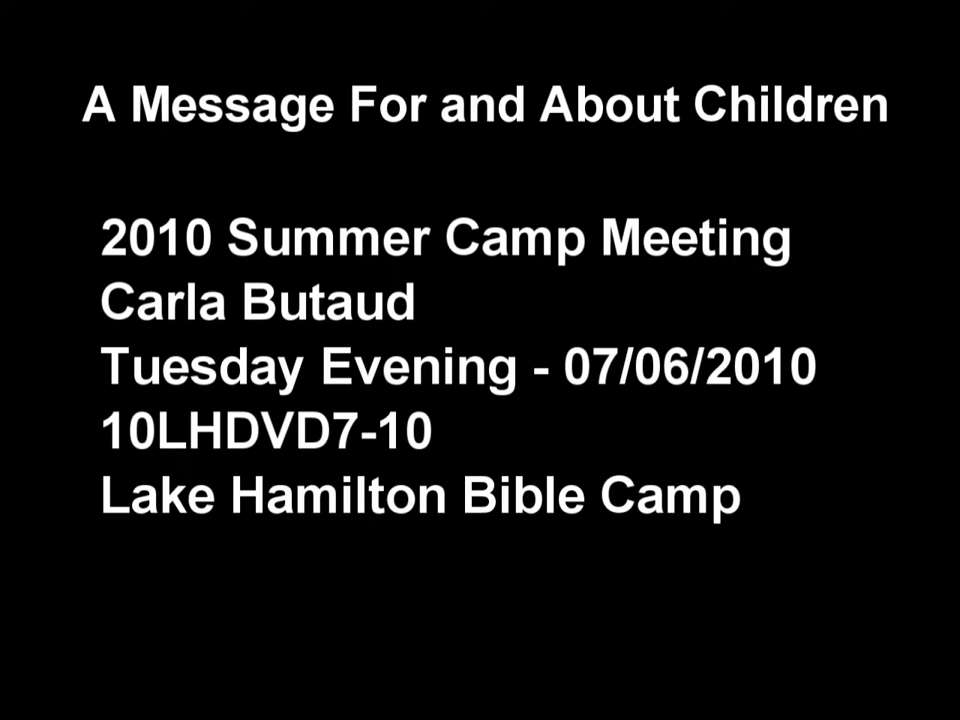 A Message For and About Children
2010 Summer Camp Meeting
Carla Butaud
Tuesday Evening - 07/06/2010
10LHDVD7-10
Lake Hamilton Bible Camp